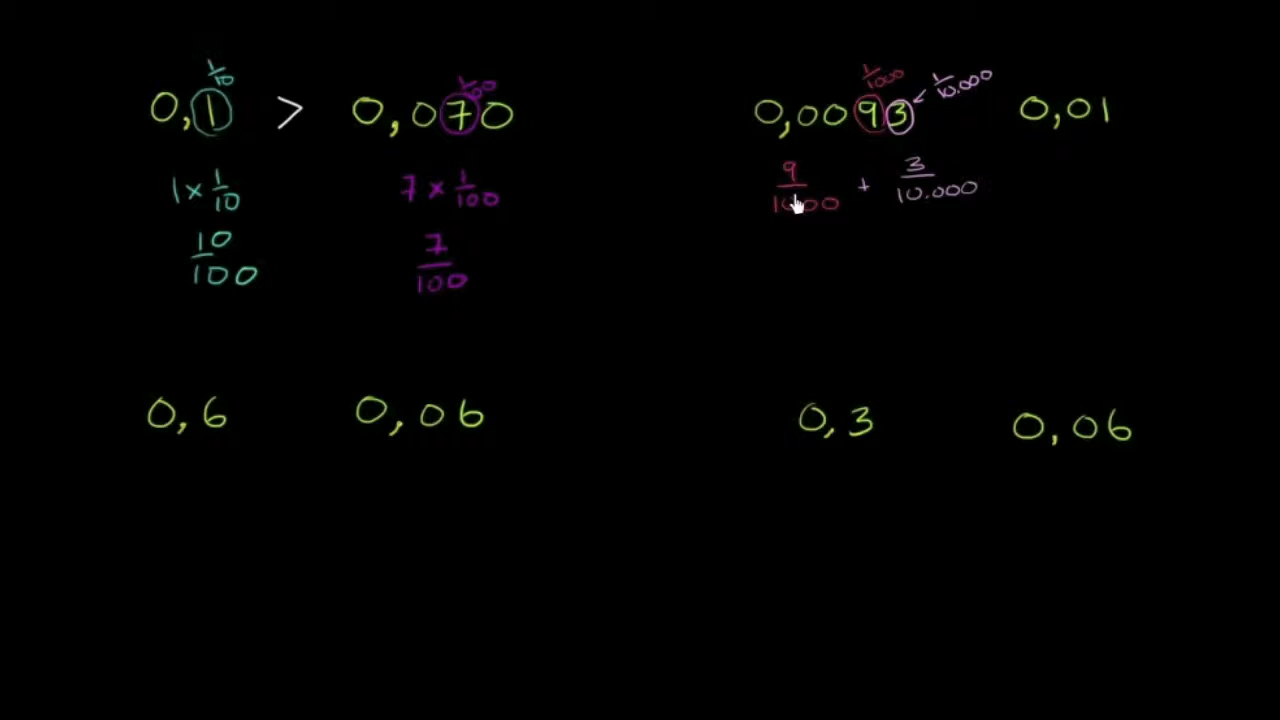 1/10 1/100 1/1000 1/10.000
0,1 > 0,070 0,0093 0,01
1 × 1/10 7 × 1/100 9/1000 + 3/10.000
10/100 7/100
0,6 0,06 0,3 0,06